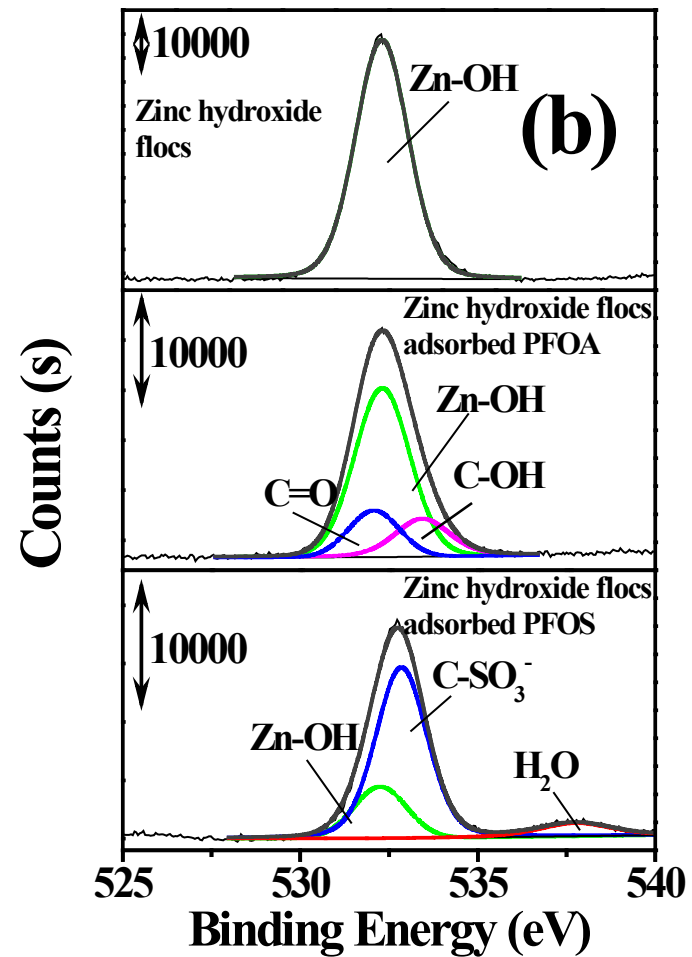 10000
Zn-OH
(b)
Zinc hydroxide
flocs
Zinc hydroxide flocs
adsorbed PFOA
10000
Zn-OH
C-OH
C=O
Zinc hydroxide flocs
adsorbed PFOS
10000
C-SO₃⁻
Zn-OH
H₂O
Counts (s)
525 530 535 540
Binding Energy (eV)